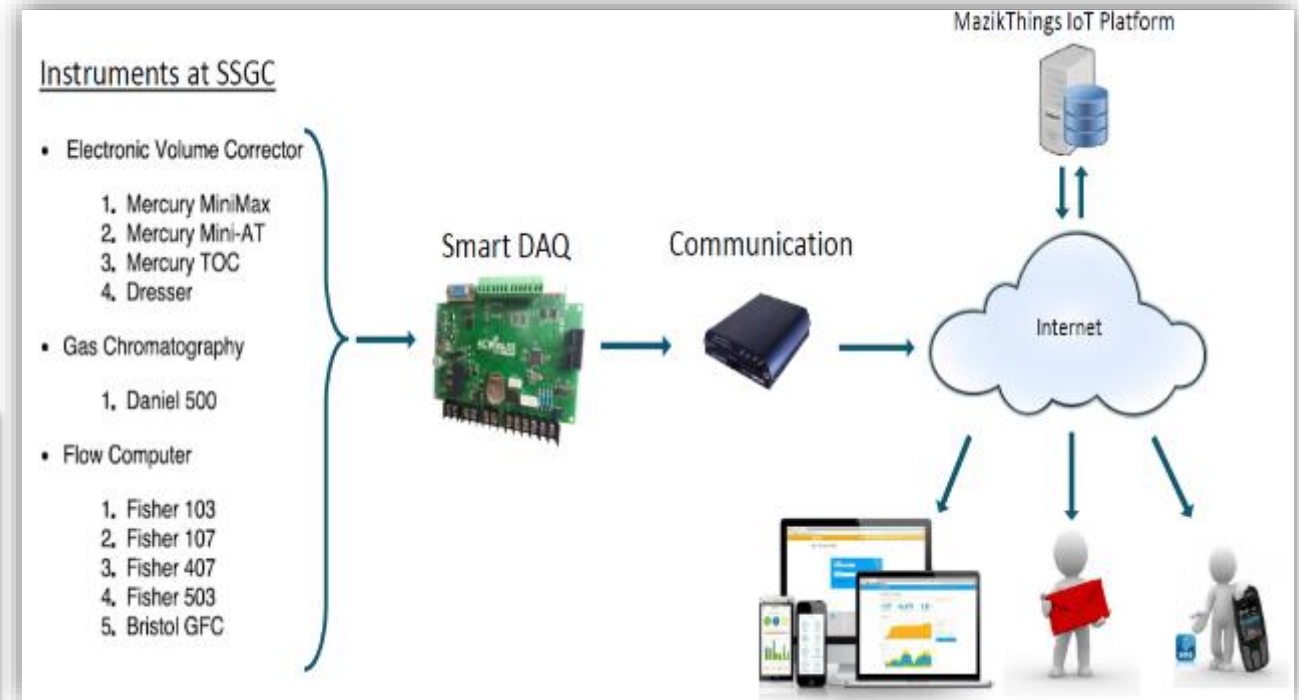 MazikThings IoT Platform
Instruments at SSGC
• Electronic Volume Corrector
1. Mercury MiniMax
2. Mercury Mini-AT
3. Mercury TOC
4. Dresser
• Gas Chromatography
1. Daniel 500
• Flow Computer
1. Fisher 103
2. Fisher 107
3. Fisher 407
4. Fisher 503
5. Bristol GFC
Smart DAQ
Communication
Internet